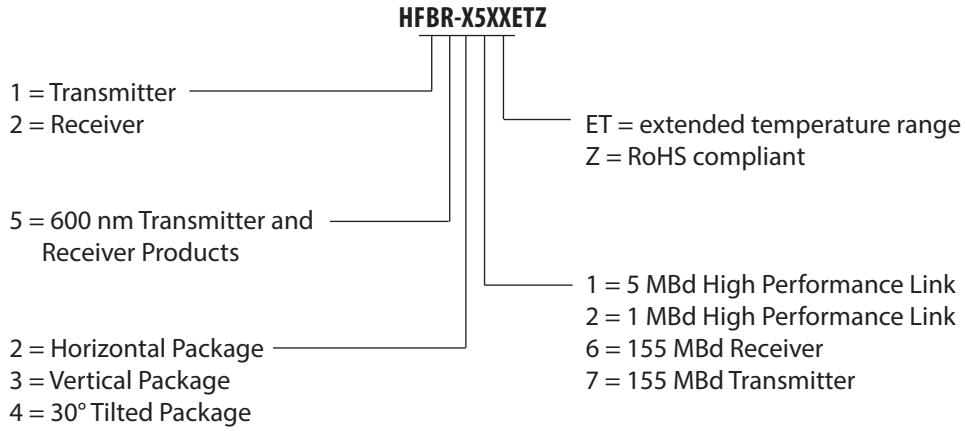 HFBR-X5XXETZ
1 = Transmitter
2 = Receiver
5 = 600 nm Transmitter and
Receiver Products
2 = Horizontal Package
3 = Vertical Package
4 = 30° Tilted Package
ET = extended temperature range
Z = RoHS compliant
1 = 5 MBd High Performance Link
2 = 1 MBd High Performance Link
6 = 155 MBd Receiver
7 = 155 MBd Transmitter